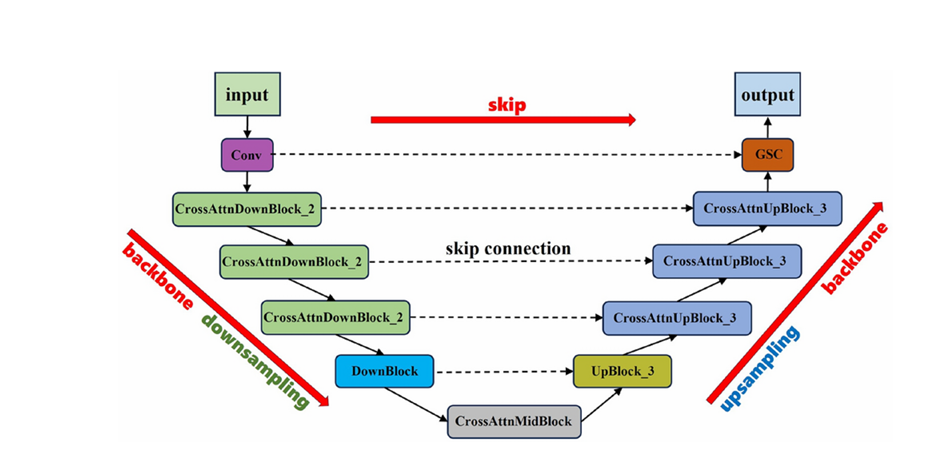 input
output
skip
Conv
GSC
CrossAttnDownBlock_2
CrossAttnUpBlock_3
CrossAttnDownBlock_2
skip connection
CrossAttnUpBlock_3
backbone
backbone
CrossAttnDownBlock_2
CrossAttnUpBlock_3
downsampling
upsampling
DownBlock
UpBlock_3
CrossAttnMidBlock